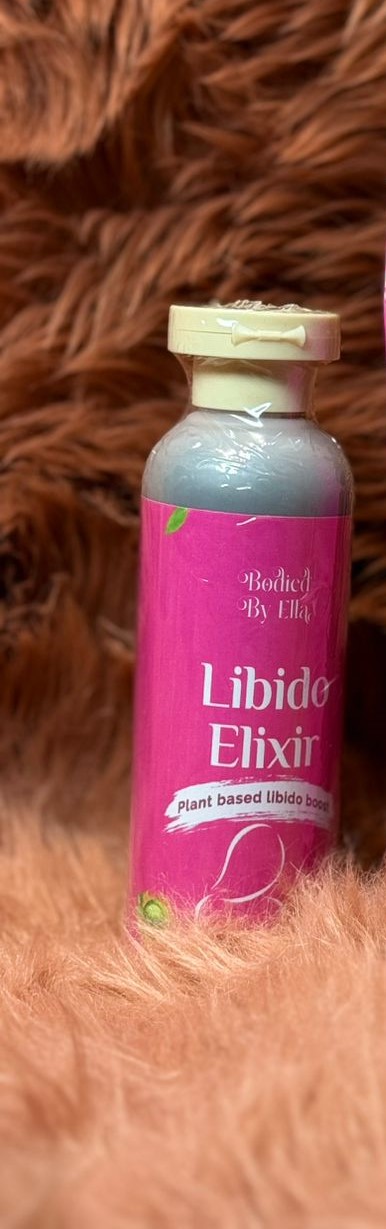 Bodied
By Ella
Libido
Elixir
Plant based libido boost